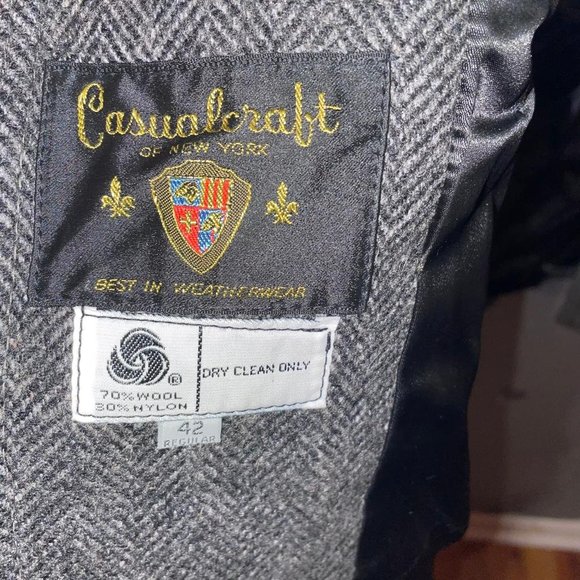 Casualcraft
OF NEW YORK
BEST IN WEATHERWEAR
®
70% WOOL
30% NYLON
DRY CLEAN ONLY
42
REGULAR